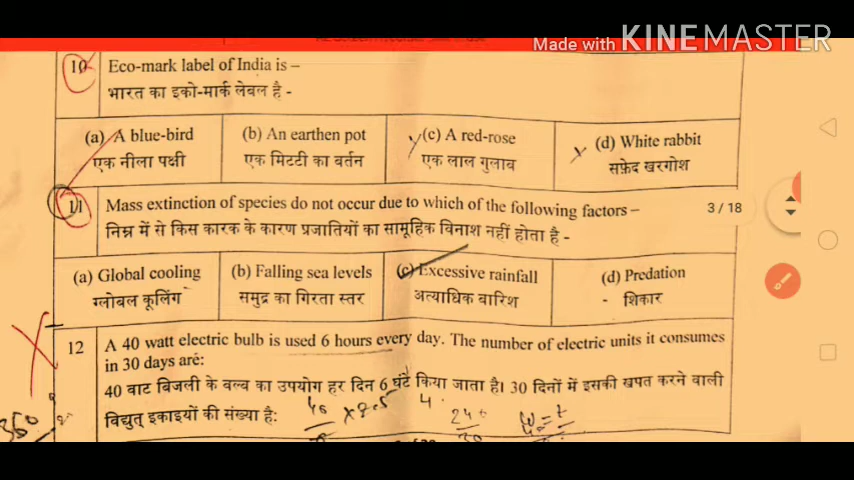 Made with KINEMASTER
10 Eco-mark label of India is –
भारत का इको-मार्क लेबल है -
(a) A blue-bird (b) An earthen pot (c) A red-rose (d) White rabbit
एक नीला पक्षी एक मिटटी का बर्तन एक लाल गुलाब सफ़ेद खरगोश
11 Mass extinction of species do not occur due to which of the following factors –
3 / 18
निम्न में से किस कारक के कारण प्रजातियों का सामूहिक विनाश नहीं होता है -
(a) Global cooling (b) Falling sea levels (c) Excessive rainfall (d) Predation
ग्लोबल कूलिंग समुद्र का गिरता स्तर अत्याधिक बारिश - शिकार
12 A 40 watt electric bulb is used 6 hours every day. The number of electric units it consumes
in 30 days are:
40 वाट बिजली के वल्व का उपयोग हर दिन 6 घंटे किया जाता है। 30 दिनों में इसकी खपत करने वाली
विद्युत् इकाइयों की संख्या है: